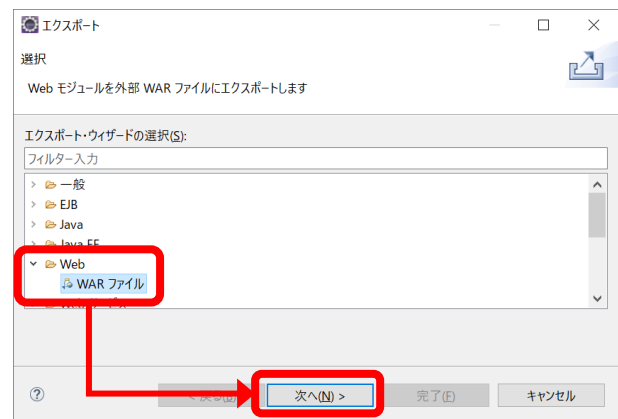 エクスポート
選択
Web モジュールを外部 WAR ファイルにエクスポートします
エクスポート・ウィザードの選択(S):
フィルター入力
一般
EJB
Java
Java EE
Web
WAR ファイル
次へ(N) >
完了(F)
キャンセル